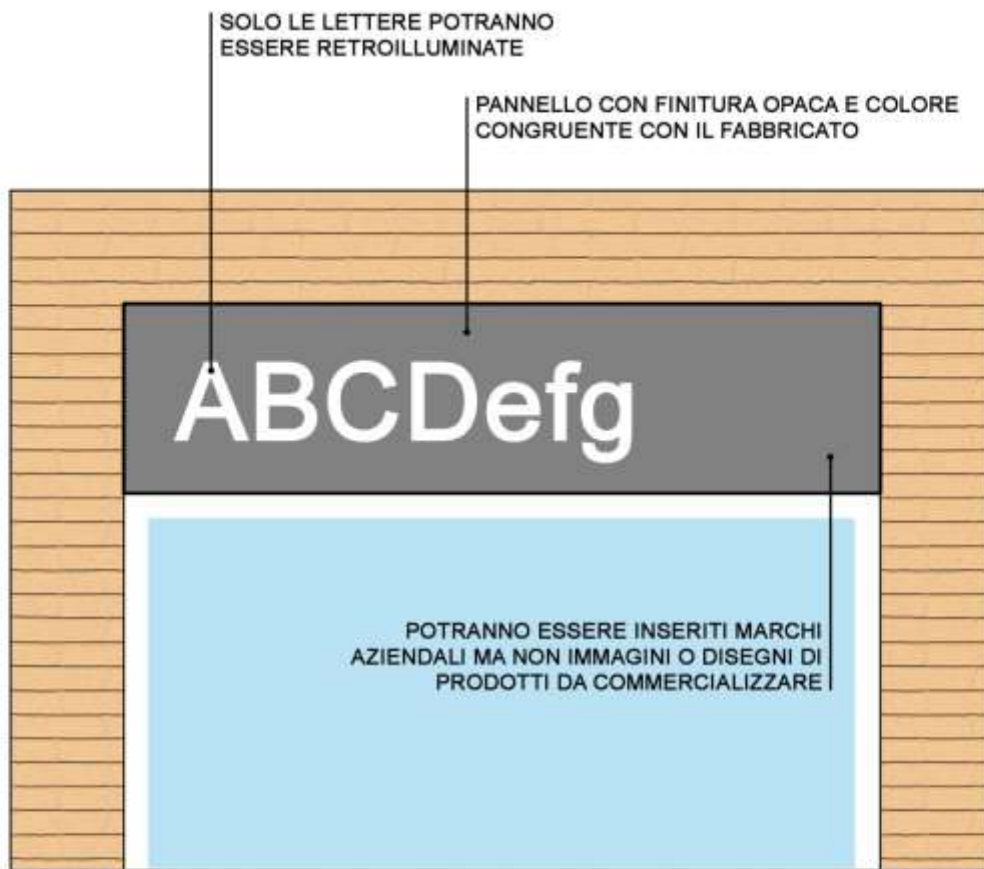 SOLO LE LETTERE POTRANNO
ESSERE RETROILLUMINATE
PANNELLO CON FINITURA OPACA E COLORE
CONGRUENTE CON IL FABBRICATO
ABCDefg
POTRANNO ESSERE INSERITI MARCHI
AZIENDALI MA NON IMMAGINI O DISEGNI DI
PRODOTTI DA COMMERCIALIZZARE